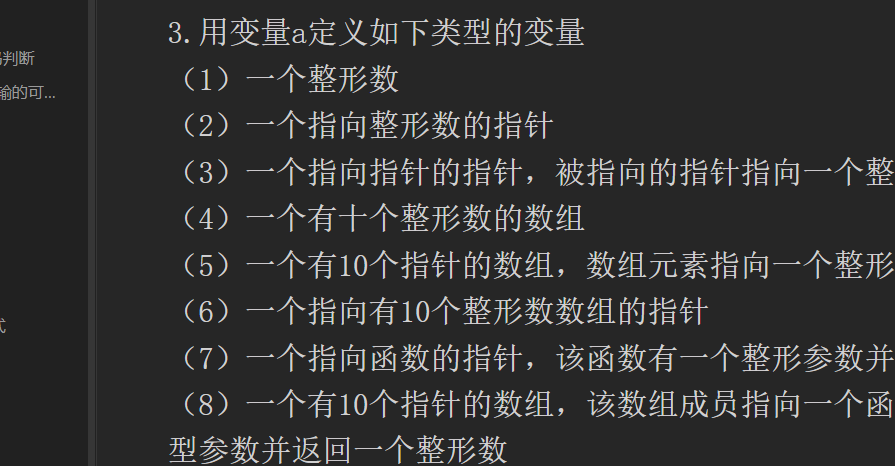 判断
输的可...
式
3.用变量a定义如下类型的变量
（1）一个整形数
（2）一个指向整形数的指针
（3）一个指向指针的指针，被指向的指针指向一个整
（4）一个有十个整形数的数组
（5）一个有10个指针的数组，数组元素指向一个整形
（6）一个指向有10个整形数数组的指针
（7）一个指向函数的指针，该函数有一个整形参数并
（8）一个有10个指针的数组，该数组成员指向一个函
型参数并返回一个整形数